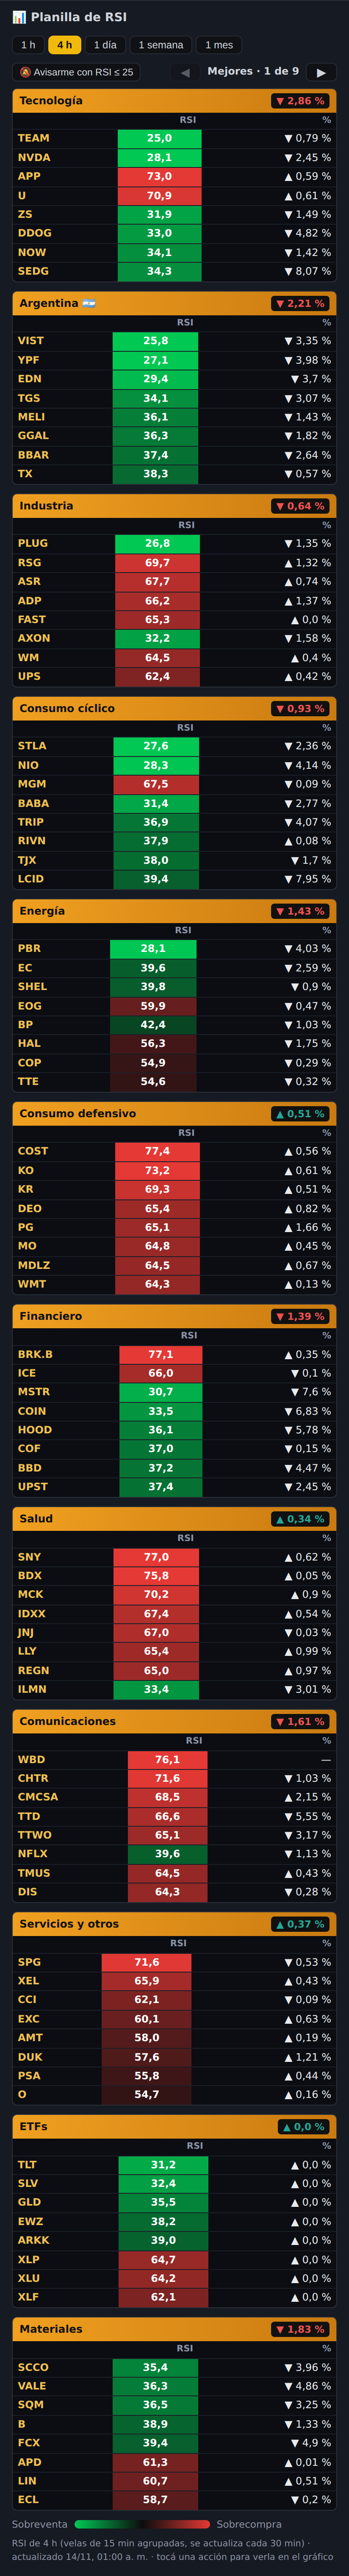 📊 Planilla de RSI
1 h 4 h 1 día 1 semana 1 mes
🔕 Avisarme con RSI ≤ 25 ◀ Mejores · 1 de 9 ▶
Tecnología ▼ 2,86 %
RSI %
TEAM 25,0 ▼ 0,79 %
NVDA 28,1 ▼ 2,45 %
APP 73,0 ▲ 0,59 %
U 70,9 ▲ 0,61 %
ZS 31,9 ▼ 1,49 %
DDOG 33,0 ▼ 4,82 %
NOW 34,1 ▼ 1,42 %
SEDG 34,3 ▼ 8,07 %
Argentina 🇦🇷 ▼ 2,21 %
RSI %
VIST 25,8 ▼ 3,35 %
YPF 27,1 ▼ 3,98 %
EDN 29,4 ▼ 3,7 %
TGS 34,1 ▼ 3,07 %
MELI 36,1 ▼ 1,43 %
GGAL 36,3 ▼ 1,82 %
BBAR 37,4 ▼ 2,64 %
TX 38,3 ▼ 0,57 %
Industria ▼ 0,64 %
RSI %
PLUG 26,8 ▼ 1,35 %
RSG 69,7 ▲ 1,32 %
ASR 67,7 ▲ 0,74 %
ADP 66,2 ▲ 1,37 %
FAST 65,3 ▲ 0,0 %
AXON 32,2 ▼ 1,58 %
WM 64,5 ▲ 0,4 %
UPS 62,4 ▲ 0,42 %
Consumo cíclico ▼ 0,93 %
RSI %
STLA 27,6 ▼ 2,36 %
NIO 28,3 ▼ 4,14 %
MGM 67,5 ▼ 0,09 %
BABA 31,4 ▼ 2,77 %
TRIP 36,9 ▼ 4,07 %
RIVN 37,9 ▲ 0,08 %
TJX 38,0 ▼ 1,7 %
LCID 39,4 ▼ 7,95 %
Energía ▼ 1,43 %
RSI %
PBR 28,1 ▼ 4,03 %
EC 39,6 ▼ 2,59 %
SHEL 39,8 ▼ 0,9 %
EOG 59,9 ▼ 0,47 %
BP 42,4 ▼ 1,03 %
HAL 56,3 ▼ 1,75 %
COP 54,9 ▼ 0,29 %
TTE 54,6 ▼ 0,32 %
Consumo defensivo ▲ 0,51 %
RSI %
COST 77,4 ▲ 0,56 %
KO 73,2 ▲ 0,61 %
KR 69,3 ▲ 0,51 %
DEO 65,4 ▲ 0,82 %
PG 65,1 ▲ 1,66 %
MO 64,8 ▲ 0,45 %
MDLZ 64,5 ▲ 0,67 %
WMT 64,3 ▲ 0,13 %
Financiero ▼ 1,39 %
RSI %
BRK.B 77,1 ▲ 0,35 %
ICE 66,0 ▼ 0,1 %
MSTR 30,7 ▼ 7,6 %
COIN 33,5 ▼ 6,83 %
HOOD 36,1 ▼ 5,78 %
COF 37,0 ▼ 0,15 %
BBD 37,2 ▼ 4,47 %
UPST 37,4 ▼ 2,45 %
Salud ▲ 0,34 %
RSI %
SNY 77,0 ▲ 0,62 %
BDX 75,8 ▲ 0,05 %
MCK 70,2 ▲ 0,9 %
IDXX 67,4 ▲ 0,54 %
JNJ 67,0 ▼ 0,03 %
LLY 65,4 ▲ 0,99 %
REGN 65,0 ▲ 0,97 %
ILMN 33,4 ▼ 3,01 %
Comunicaciones ▼ 1,61 %
RSI %
WBD 76,1 —
CHTR 71,6 ▼ 1,03 %
CMCSA 68,5 ▲ 2,15 %
TTD 66,6 ▼ 5,55 %
TTWO 65,1 ▼ 3,17 %
NFLX 39,6 ▼ 1,13 %
TMUS 64,5 ▲ 0,43 %
DIS 64,3 ▼ 0,28 %
Servicios y otros ▲ 0,37 %
RSI %
SPG 71,6 ▼ 0,53 %
XEL 65,9 ▲ 0,43 %
CCI 62,1 ▼ 0,09 %
EXC 60,1 ▲ 0,63 %
AMT 58,0 ▲ 0,19 %
DUK 57,6 ▲ 1,21 %
PSA 55,8 ▲ 0,44 %
O 54,7 ▲ 0,16 %
ETFs ▲ 0,0 %
RSI %
TLT 31,2 ▲ 0,0 %
SLV 32,4 ▲ 0,0 %
GLD 35,5 ▲ 0,0 %
EWZ 38,2 ▲ 0,0 %
ARKK 39,0 ▲ 0,0 %
XLP 64,7 ▲ 0,0 %
XLU 64,2 ▲ 0,0 %
XLF 62,1 ▲ 0,0 %
Materiales ▼ 1,83 %
RSI %
SCCO 35,4 ▼ 3,96 %
VALE 36,3 ▼ 4,86 %
SQM 36,5 ▼ 3,25 %
B 38,9 ▼ 1,33 %
FCX 39,4 ▼ 4,9 %
APD 61,3 ▲ 0,01 %
LIN 60,7 ▲ 0,51 %
ECL 58,7 ▼ 0,2 %
Sobreventa Sobrecompra
RSI de 4 h (velas de 15 min agrupadas, se actualiza cada 30 min) ·
actualizado 14/11, 01:00 a. m. · tocá una acción para verla en el gráfico